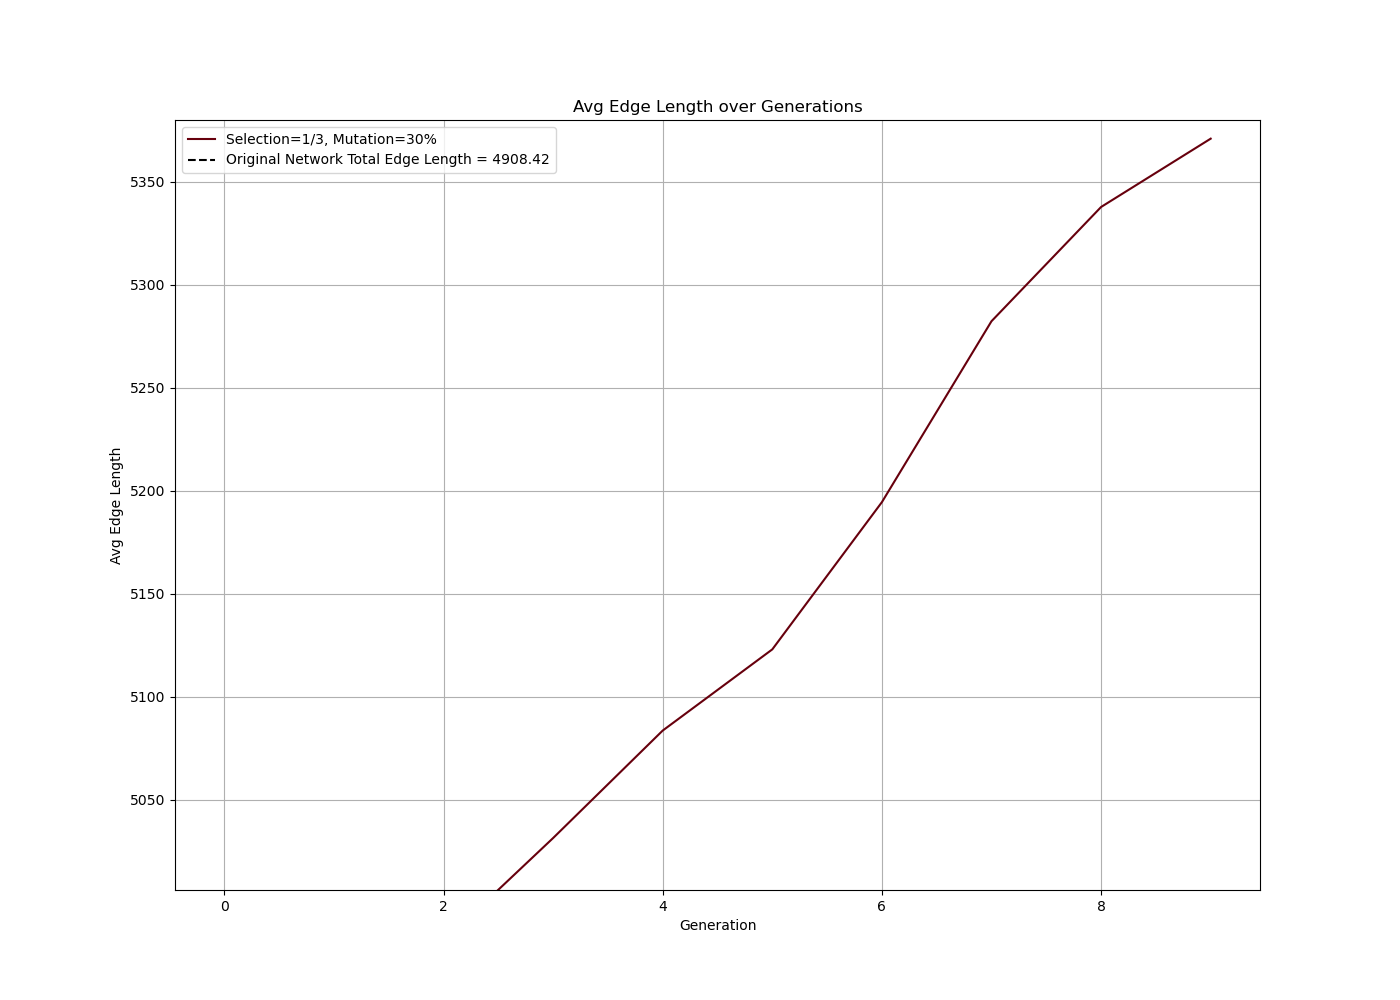 Avg Edge Length over Generations
Selection=1/3, Mutation=30%
Original Network Total Edge Length = 4908.42
5350
5300
5250
5200
5150
5100
5050
Avg Edge Length
0 2 4 6 8
Generation